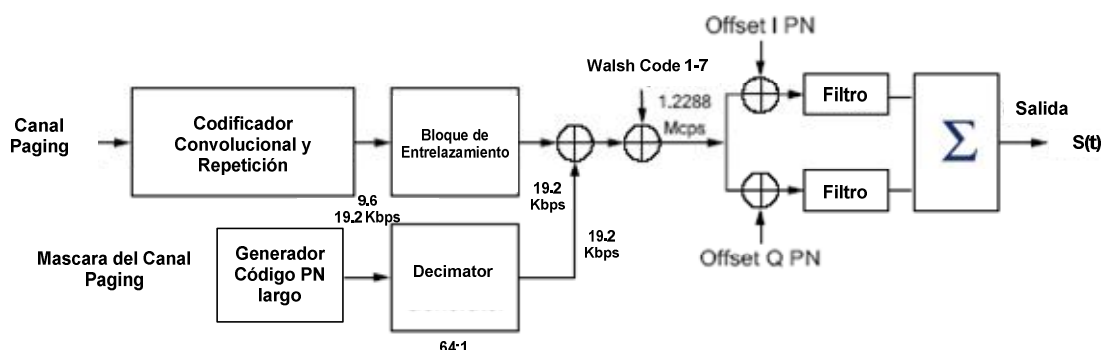 Offset I PN
Walsh Code 1-7
1.2288
Mcps
Filtro
Salida
Canal
Paging
Codificador
Convolucional y
Repetición
Bloque de
Entrelazamiento
Σ
S(t)
19.2
Kbps
Filtro
9.6
19.2 Kbps
19.2
Kbps
Mascara del Canal
Paging
Generador
Código PN
largo
Decimator
Offset Q PN
64:1